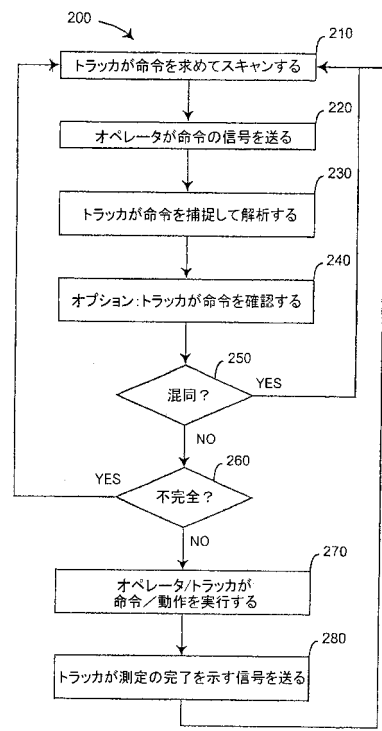 200
210
トラッカが命令を求めてスキャンする
220
オペレータが命令の信号を送る
230
トラッカが命令を捕捉して解析する
240
オプション:トラッカが命令を確認する
250
混同?
YES
NO
260
YES
不完全?
NO
270
オペレータ/トラッカが
命令/動作を実行する
280
トラッカが測定の完了を示す信号を送る